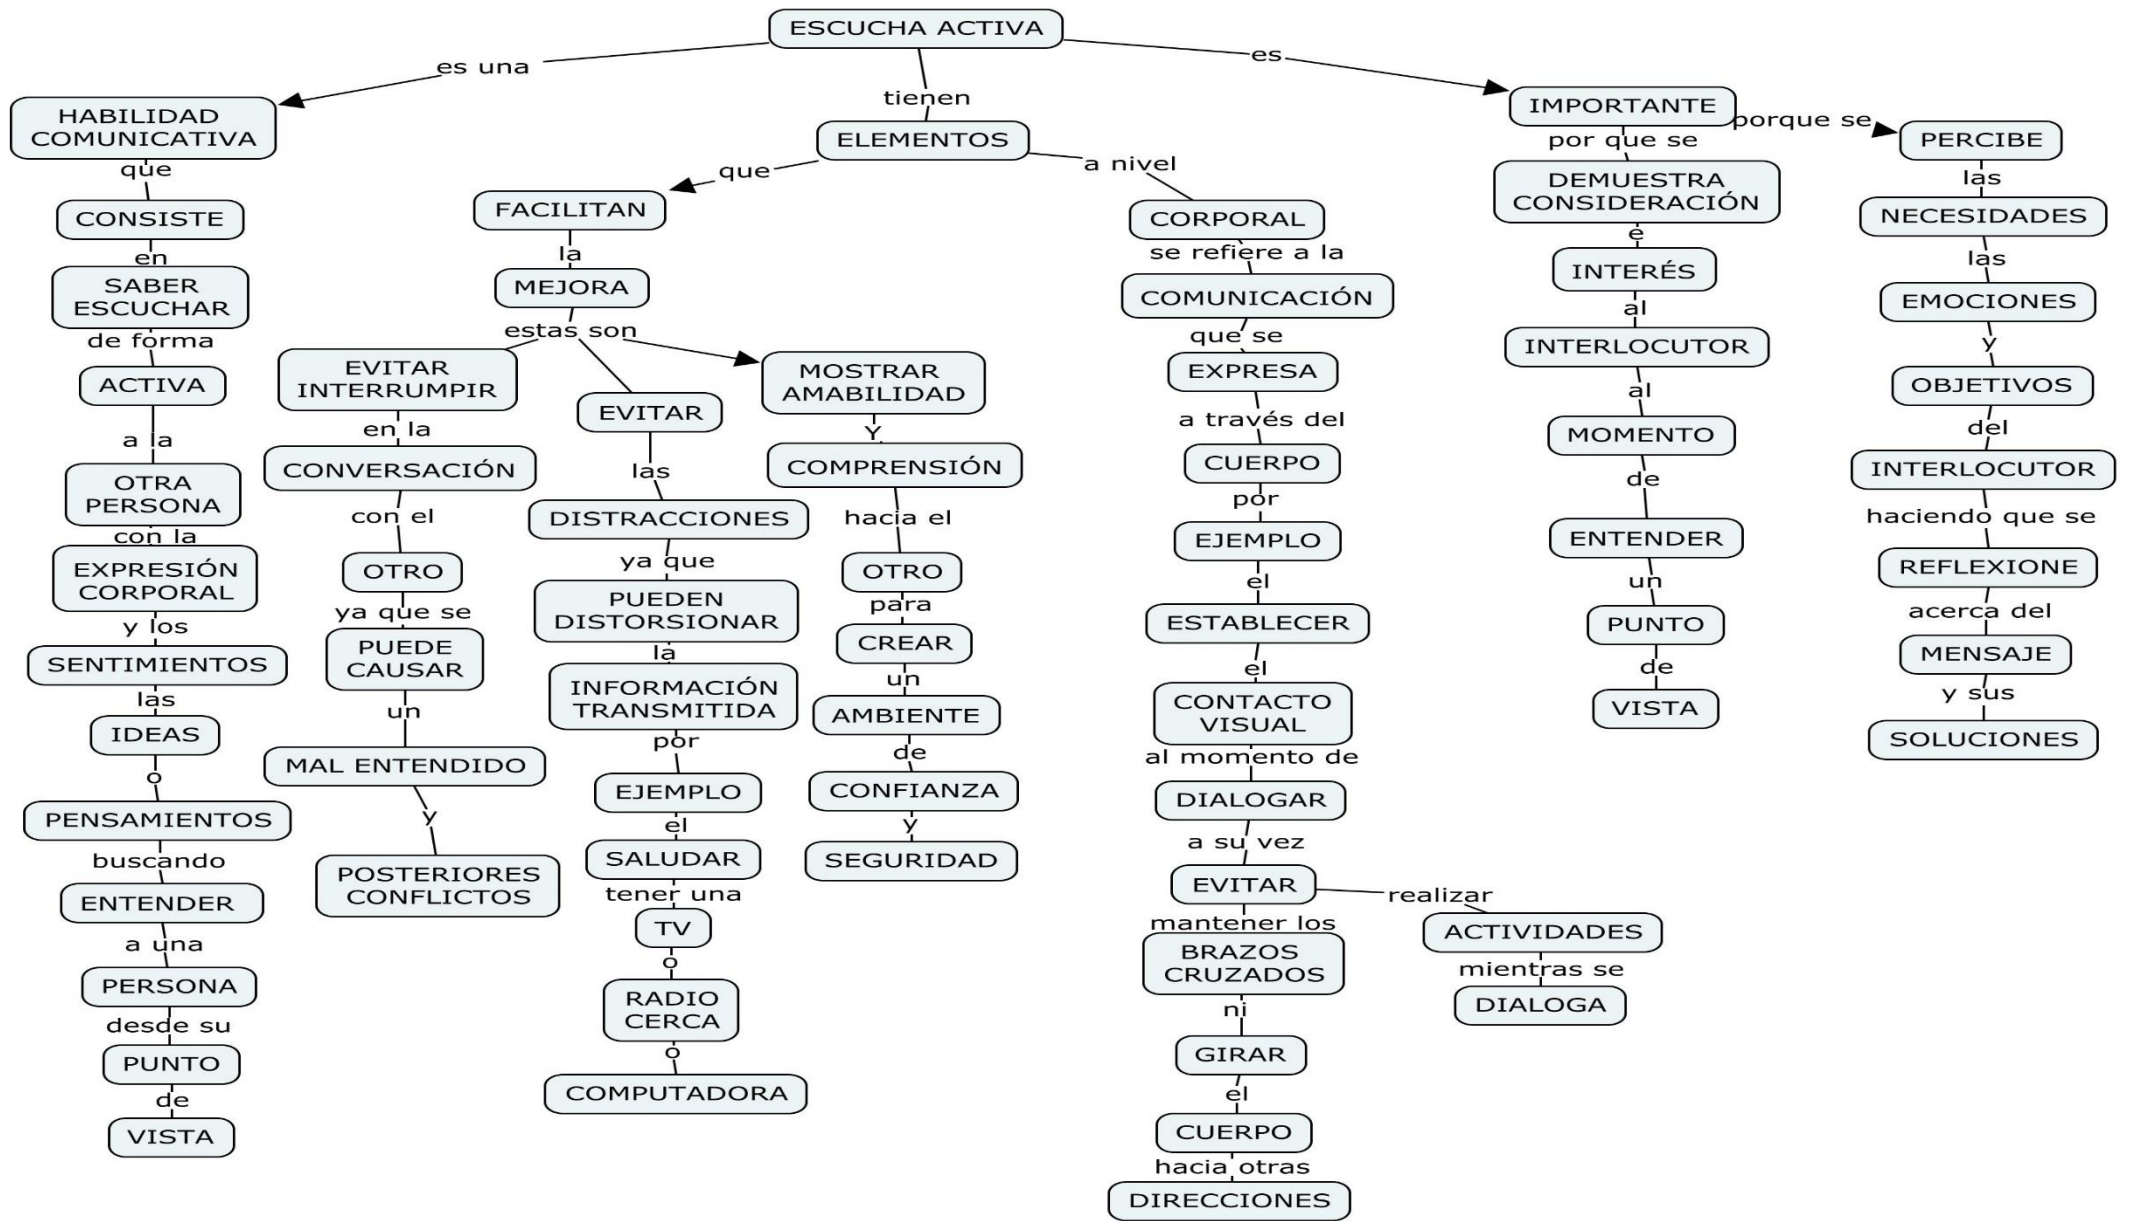 ESCUCHA ACTIVA
es una
HABILIDAD
COMUNICATIVA
que
CONSISTE
en
SABER
ESCUCHAR
de forma
ACTIVA
a la
OTRA
PERSONA
con la
EXPRESIÓN
CORPORAL
y los
SENTIMIENTOS
las
IDEAS
o
PENSAMIENTOS
buscando
ENTENDER
a una
PERSONA
desde su
PUNTO
de
VISTA
tienen
ELEMENTOS
que
FACILITAN
la
MEJORA
estas son
EVITAR
INTERRUMPIR
en la
CONVERSACIÓN
con el
OTRO
ya que se
PUEDE
CAUSAR
un
MAL ENTENDIDO
y
POSTERIORES
CONFLICTOS
EVITAR
las
DISTRACCIONES
ya que
PUEDEN
DISTORSIONAR
la
INFORMACIÓN
TRANSMITIDA
por
EJEMPLO
el
SALUDAR
tener una
TV
o
RADIO
CERCA
o
COMPUTADORA
MOSTRAR
AMABILIDAD
Y
COMPRENSIÓN
hacia el
OTRO
para
CREAR
un
AMBIENTE
de
CONFIANZA
y
SEGURIDAD
a nivel
CORPORAL
se refiere a la
COMUNICACIÓN
que se
EXPRESA
a través del
CUERPO
por
EJEMPLO
el
ESTABLECER
el
CONTACTO
VISUAL
al momento de
DIALOGAR
a su vez
EVITAR
mantener los
BRAZOS
CRUZADOS
ni
GIRAR
el
CUERPO
hacia otras
DIRECCIONES
realizar
ACTIVIDADES
mientras se
DIALOGA
es
IMPORTANTE
por que se
DEMUESTRA
CONSIDERACIÓN
e
INTERÉS
al
INTERLOCUTOR
al
MOMENTO
de
ENTENDER
un
PUNTO
de
VISTA
porque se
PERCIBE
las
NECESIDADES
las
EMOCIONES
y
OBJETIVOS
del
INTERLOCUTOR
haciendo que se
REFLEXIONE
acerca del
MENSAJE
y sus
SOLUCIONES